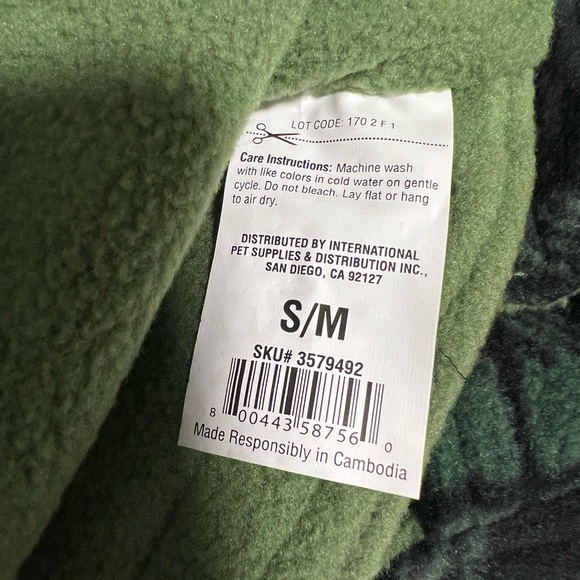 LOT CODE: 170 2 F 1
Care Instructions: Machine wash
with like colors in cold water on gentle
cycle. Do not bleach. Lay flat or hang
to air dry.
DISTRIBUTED BY INTERNATIONAL
PET SUPPLIES & DISTRIBUTION INC.,
SAN DIEGO, CA 92127
S/M
SKU# 3579492
8 00443 58756 0
Made Responsibly in Cambodia